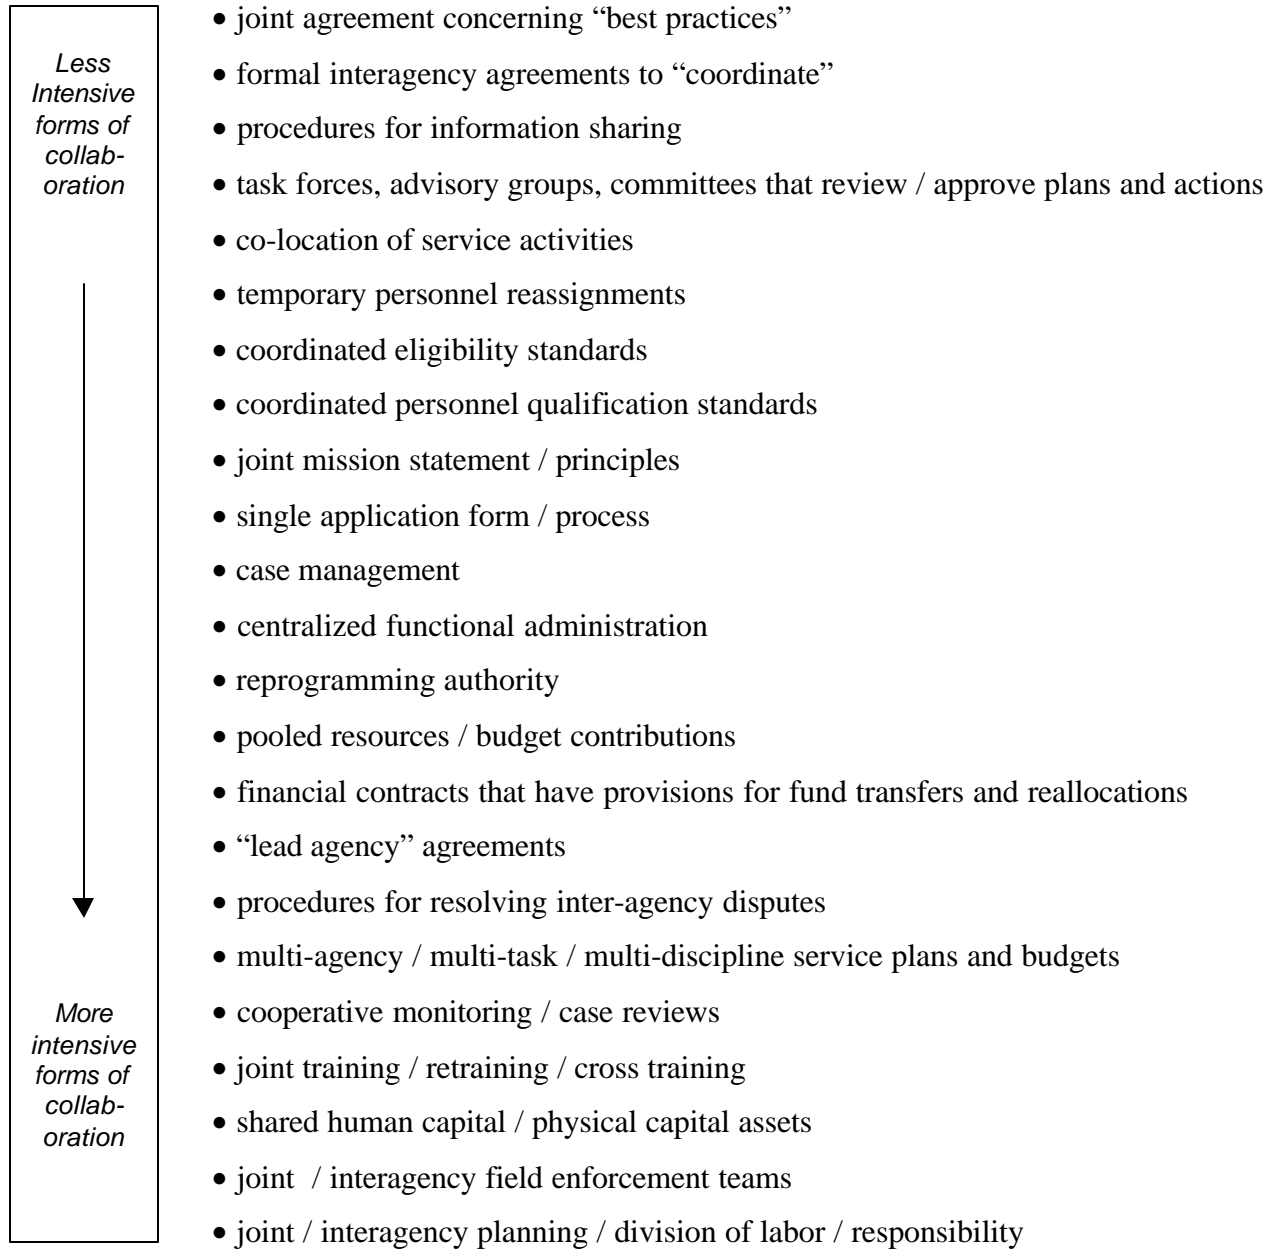 Less
Intensive
forms of
collab-
oration
More
intensive
forms of
collab-
oration
• joint agreement concerning “best practices”
• formal interagency agreements to “coordinate”
• procedures for information sharing
• task forces, advisory groups, committees that review / approve plans and actions
• co-location of service activities
• temporary personnel reassignments
• coordinated eligibility standards
• coordinated personnel qualification standards
• joint mission statement / principles
• single application form / process
• case management
• centralized functional administration
• reprogramming authority
• pooled resources / budget contributions
• financial contracts that have provisions for fund transfers and reallocations
• “lead agency” agreements
• procedures for resolving inter-agency disputes
• multi-agency / multi-task / multi-discipline service plans and budgets
• cooperative monitoring / case reviews
• joint training / retraining / cross training
• shared human capital / physical capital assets
• joint / interagency field enforcement teams
• joint / interagency planning / division of labor / responsibility